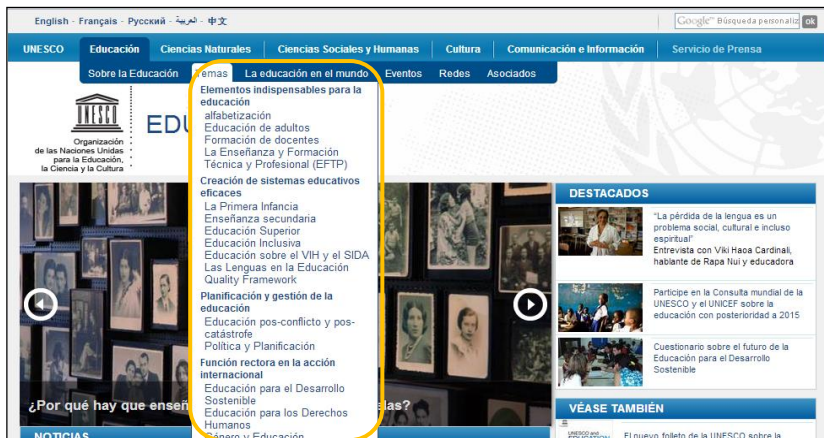 English - Français - Русский - العربية - 中文
Google™ Búsqueda personaliz ok
UNESCO Educación Ciencias Naturales Ciencias Sociales y Humanas Cultura Comunicación e Información Servicio de Prensa
Sobre la Educación Temas La educación en el mundo Eventos Redes Asociados
UNESCO
Organización
de las Naciones Unidas
para la Educación,
la Ciencia y la Cultura
EDU
Elementos indispensables para la
educación
alfabetización
Educación de adultos
Formación de docentes
La Enseñanza y Formación
Técnica y Profesional (EFTP)
Creación de sistemas educativos
eficaces
La Primera Infancia
Enseñanza secundaria
Educación Superior
Educación Inclusiva
Educación sobre el VIH y el SIDA
Las Lenguas en la Educación
Quality Framework
Planificación y gestión de la
educación
Educación pos-conflicto y pos-
catástrofe
Política y Planificación
Función rectora en la acción
internacional
Educación para el Desarrollo
Sostenible
Educación para los Derechos
Humanos
Género y Educación
¿Por qué hay que enseñ las?
NOTICIAS
DESTACADOS
"La pérdida de la lengua es un
problema social, cultural e incluso
espiritual"
Entrevista con Viki Haoa Cardinali,
hablante de Rapa Nui y educadora
Participe en la Consulta mundial de la
UNESCO y el UNICEF sobre la
educación con posterioridad a 2015
Cuestionario sobre el futuro de la
Educación para el Desarrollo
Sostenible
VÉASE TAMBIÉN
UNESCO and
EDUCATION
El nuevo folleto de la UNESCO sobre la